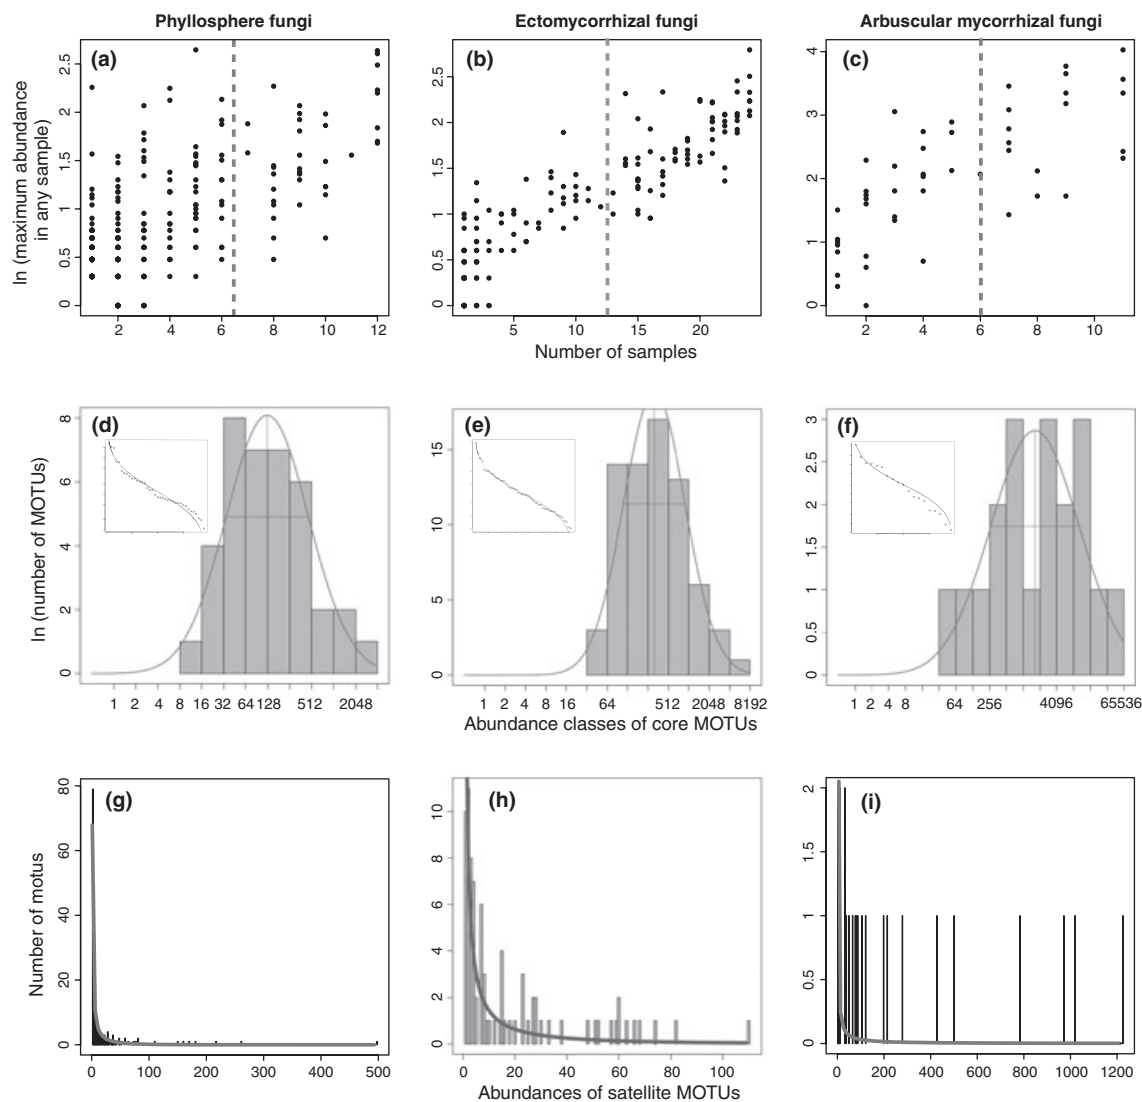 Phyllosphere fungi
Ectomycorrhizal fungi
Arbuscular mycorrhizal fungi
(a)
(b)
(c)
ln (maximum abundance
in any sample)
0 0.5 1 1.5 2 2.5
0 0.5 1 1.5 2 2.5
0 1 2 3 4
2 4 6 8 10 12
5 10 15 20
2 4 6 8 10
Number of samples
(d)
(e)
(f)
ln (number of MOTUs)
0 2 4 6 8
0 5 10 15
0 0.5 1 1.5 2 2.5 3
1 2 4 8 16 32 64 128 512 2048
1 2 4 8 16 64 512 2048 8192
1 2 4 8 64 256 4096 65536
Abundance classes of core MOTUs
(g)
(h)
(i)
Number of motus
0 20 40 60 80
0 2 4 6 8 10
0 0.5 1 1.5 2
0 100 200 300 400 500
0 20 40 60 80 100
0 200 400 600 800 1000 1200
Abundances of satellite MOTUs